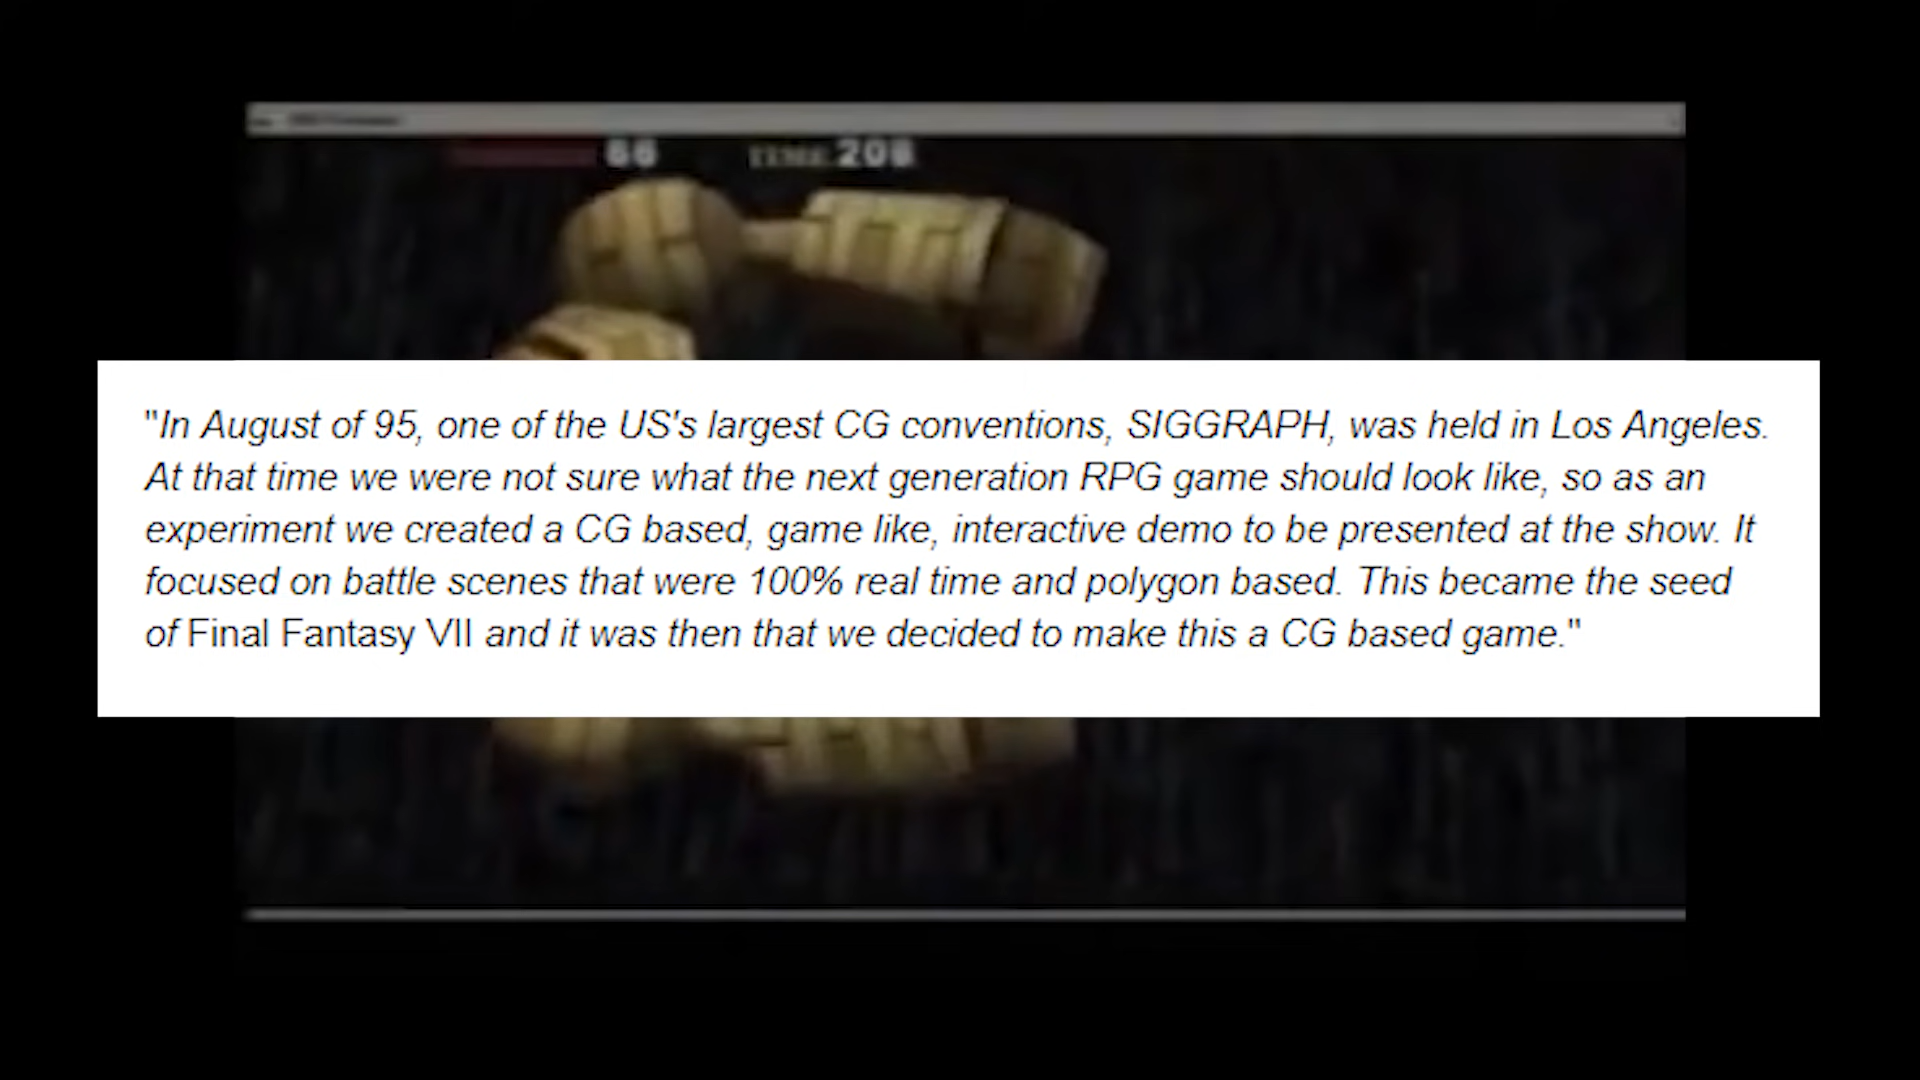 66 TIME 208
"In August of 95, one of the US's largest CG conventions, SIGGRAPH, was held in Los Angeles.
At that time we were not sure what the next generation RPG game should look like, so as an
experiment we created a CG based, game like, interactive demo to be presented at the show. It
focused on battle scenes that were 100% real time and polygon based. This became the seed
of Final Fantasy VII and it was then that we decided to make this a CG based game."